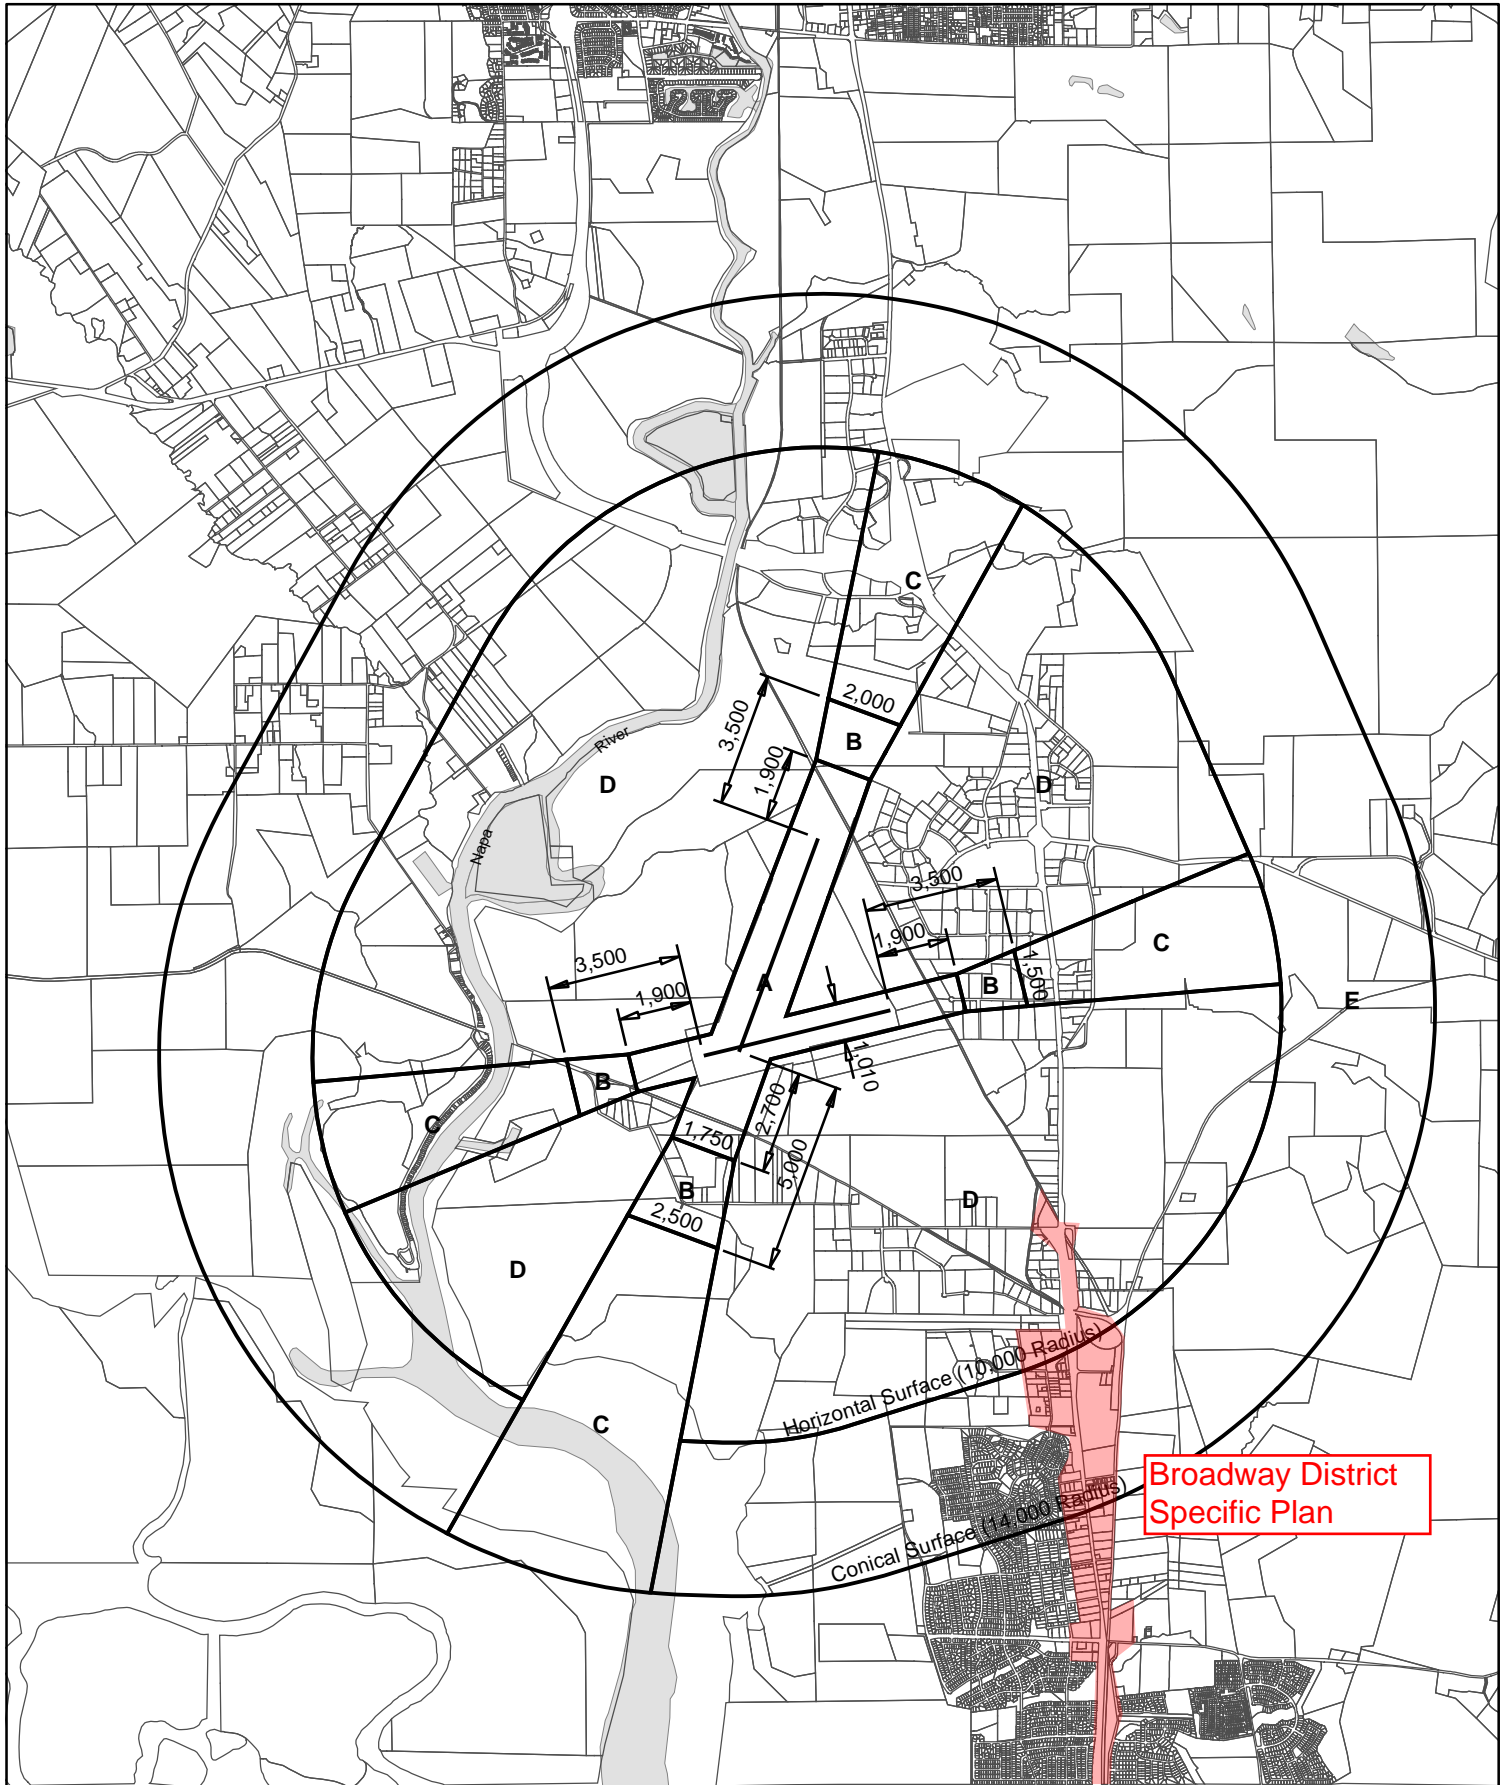 C
2,000
3,500
B
1,900
River
D
D
Napa
3,500
1,900
C
3,500
1,500
B
1,900
A
E
1,010
B
2,700
C
1,750
5,000
B
D
2,500
D
Horizontal Surface (10,000 Radius)
C
Broadway District
Specific Plan
Conical Surface (14,000 Radius)